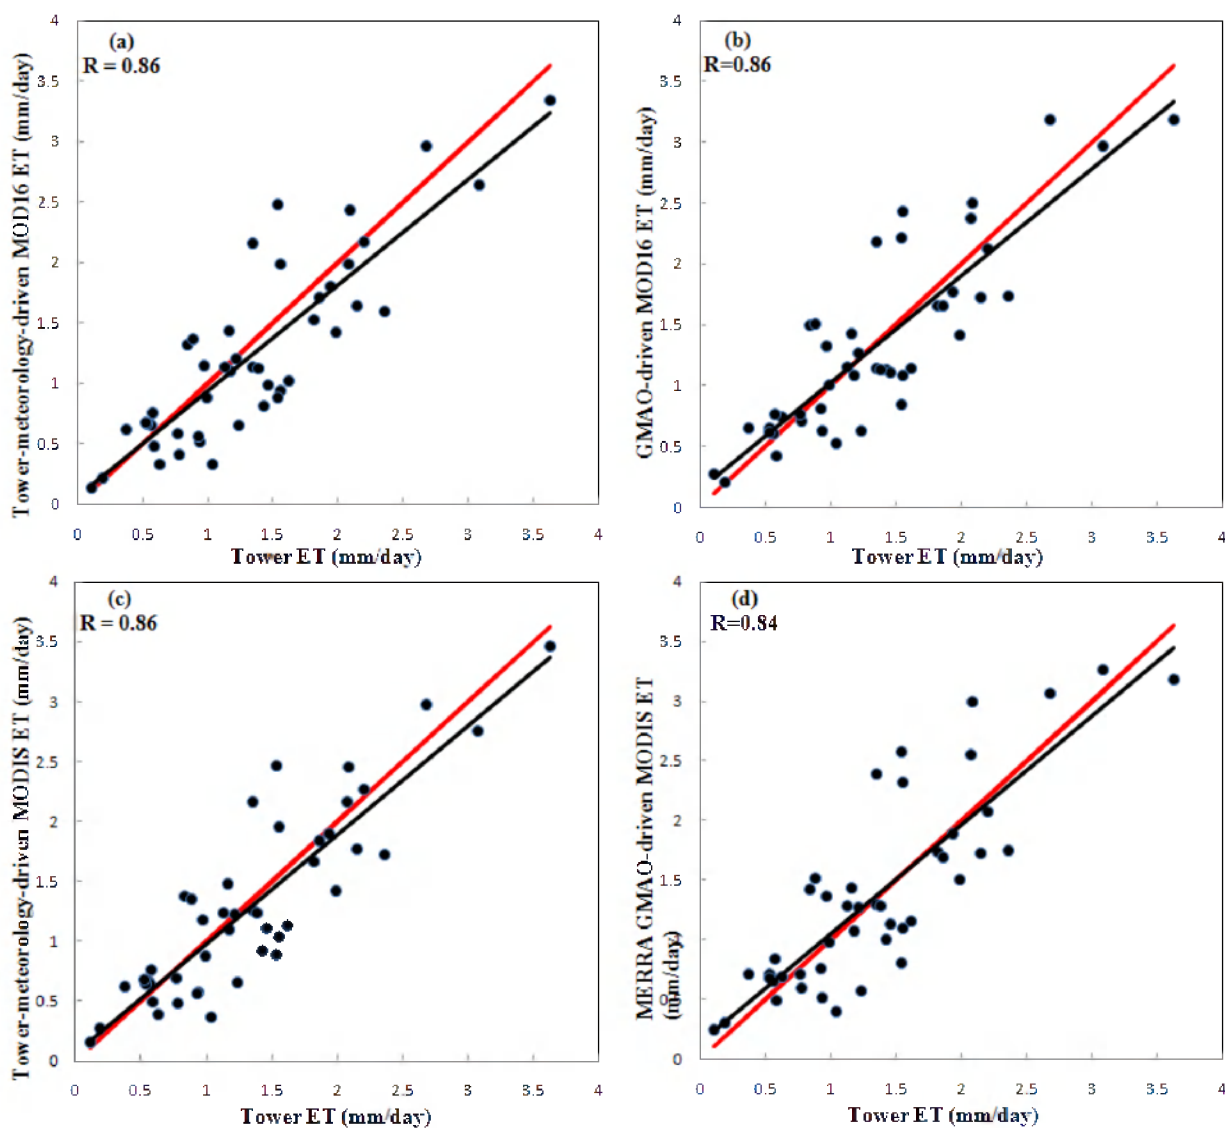 (a)
R = 0.86
Tower-meteorology-driven MOD16 ET (mm/day)
4
3.5
3
2.5
2
1.5
1
0.5
0
0 0.5 1 1.5 2 2.5 3 3.5 4
Tower ET (mm/day)
(b)
R=0.86
GMAO-driven MOD16 ET (mm/day)
4
3.5
3
2.5
2
1.5
1
0.5
0
0 0.5 1 1.5 2 2.5 3 3.5 4
Tower ET (mm/day)
(c)
R = 0.86
Tower-meteorology-driven MODIS ET (mm/day)
4
3.5
3
2.5
2
1.5
1
0.5
0
0 0.5 1 1.5 2 2.5 3 3.5 4
Tower ET (mm/day)
(d)
R=0.84
MERRA GMAO-driven MODIS ET
(mm/day)
4
3.5
3
2.5
2
1.5
1
0.5
0
0 0.5 1 1.5 2 2.5 3 3.5 4
Tower ET (mm/day)